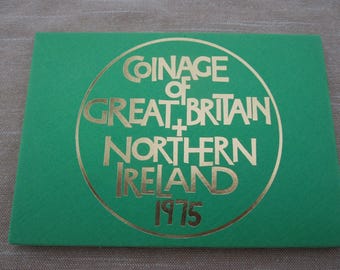 COINAGE
OF
GREAT BRITAIN
+
NORTHERN
IRELAND
1975